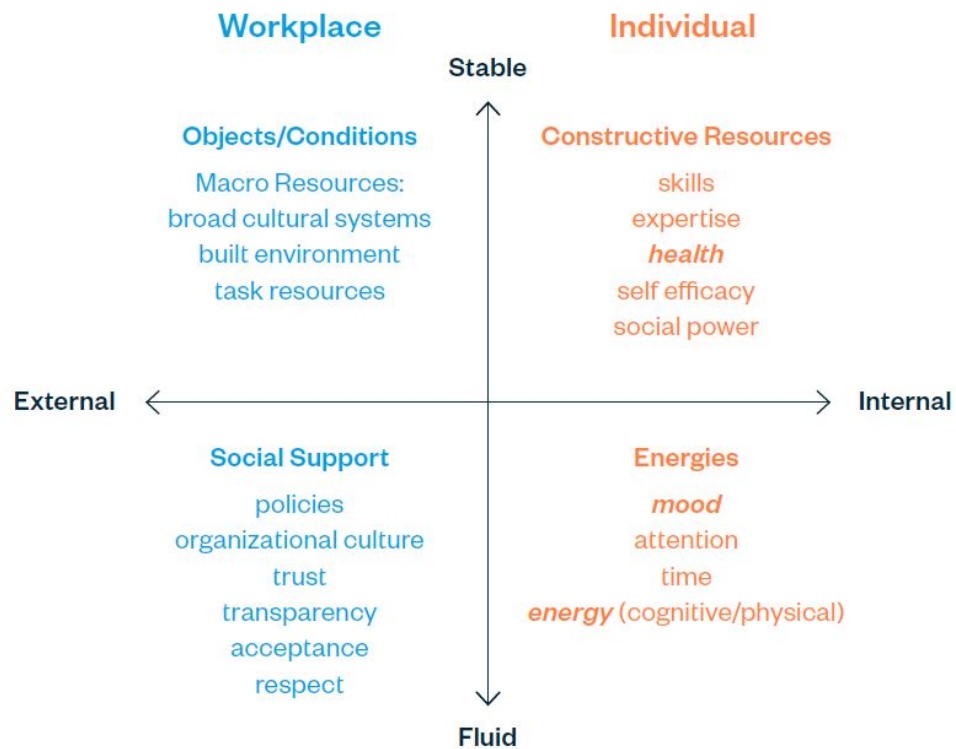 Workplace
Individual
Stable
Objects/Conditions
Macro Resources:
broad cultural systems
built environment
task resources
Constructive Resources
skills
expertise
health
self efficacy
social power
External
Internal
Social Support
policies
organizational culture
trust
transparency
acceptance
respect
Energies
mood
attention
time
energy (cognitive/physical)
Fluid